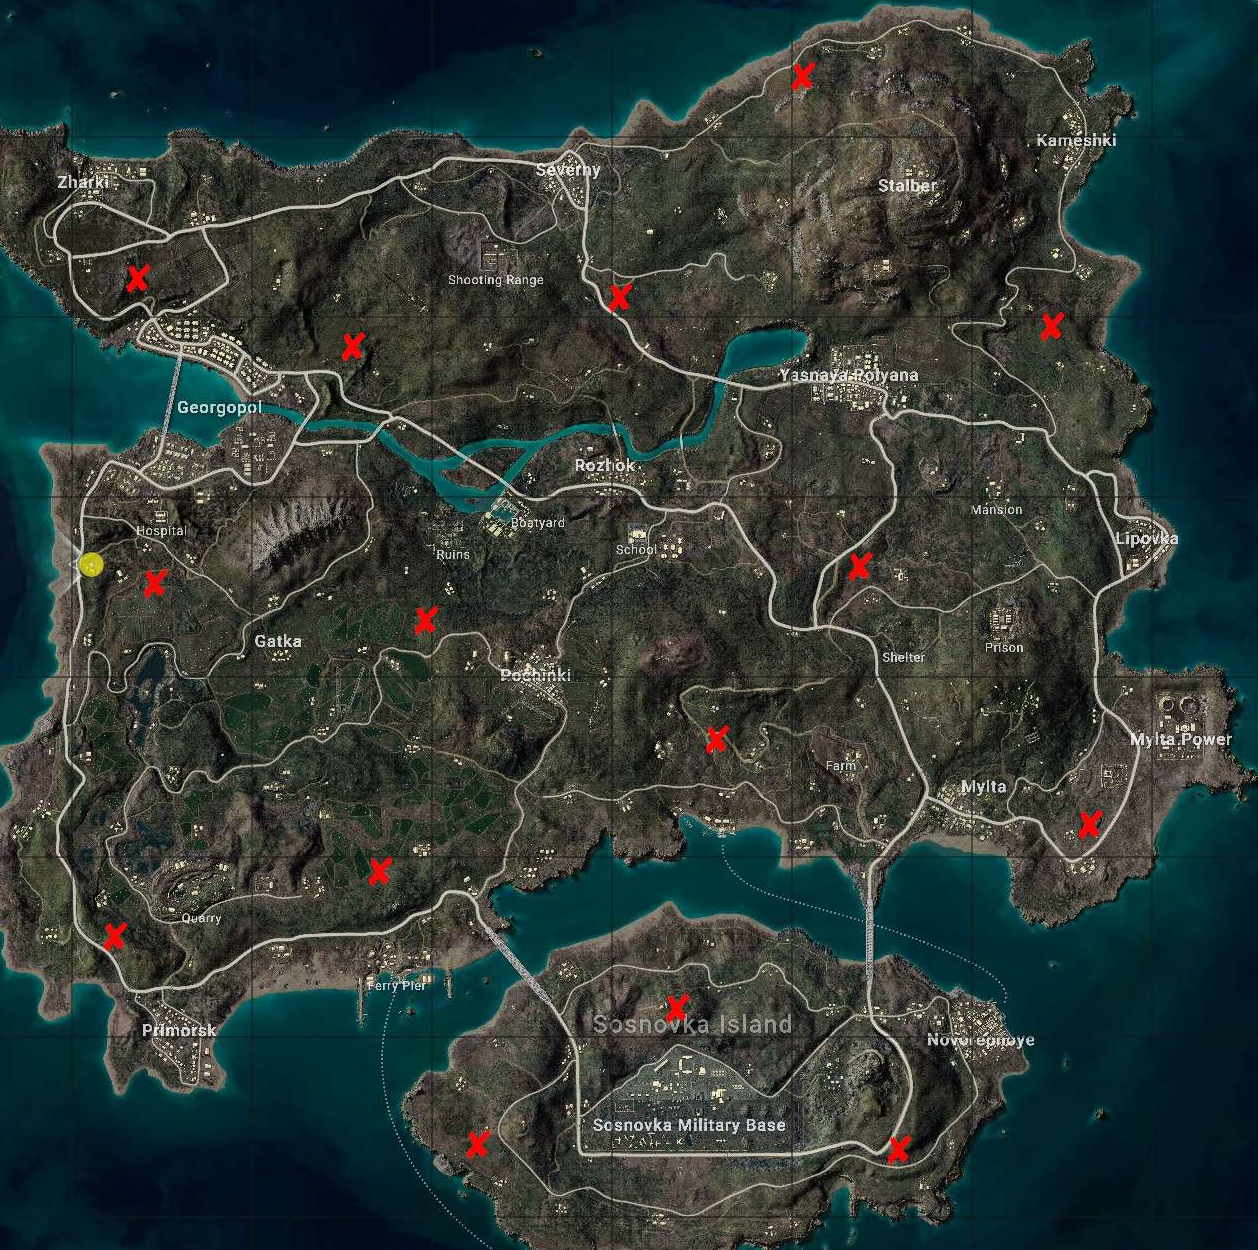 Kameshki
Severny
Zharki
Stalber
Shooting Range
Yasnaya Polyana
Georgopol
Rozhok
Mansion
Boatyard
Hospital
Lipovka
School
Ruins
Gatka
Prison
Shelter
Pochinki
Mylta Power
Farm
Mylta
Quarry
Ferry Pier
Sosnovka Island
Primorsk
Novorepnoye
Sosnovka Military Base